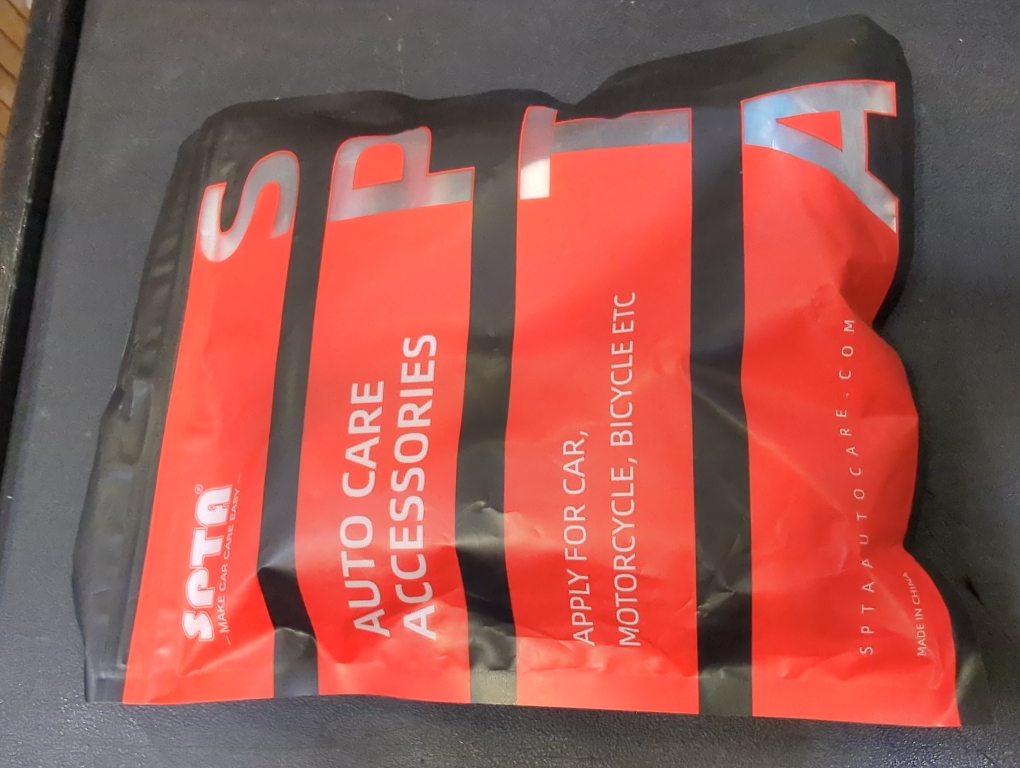 SPTA®
MAKE CAR CARE EASY
S
AUTO CARE
ACCESSORIES
P
APPLY FOR CAR,
MOTORCYCLE, BICYCLE ETC
T
SPTAAUTOCARE.COM
MADE IN CHINA
A